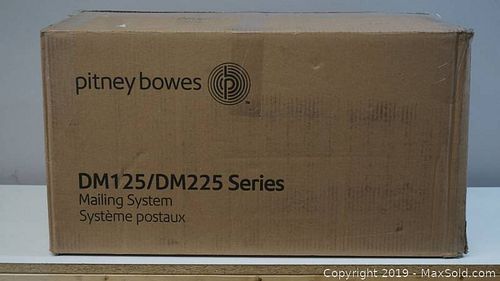 pitney bowes
DM125/DM225 Series
Mailing System
Système postaux
Copyright 2019 - MaxSold.com